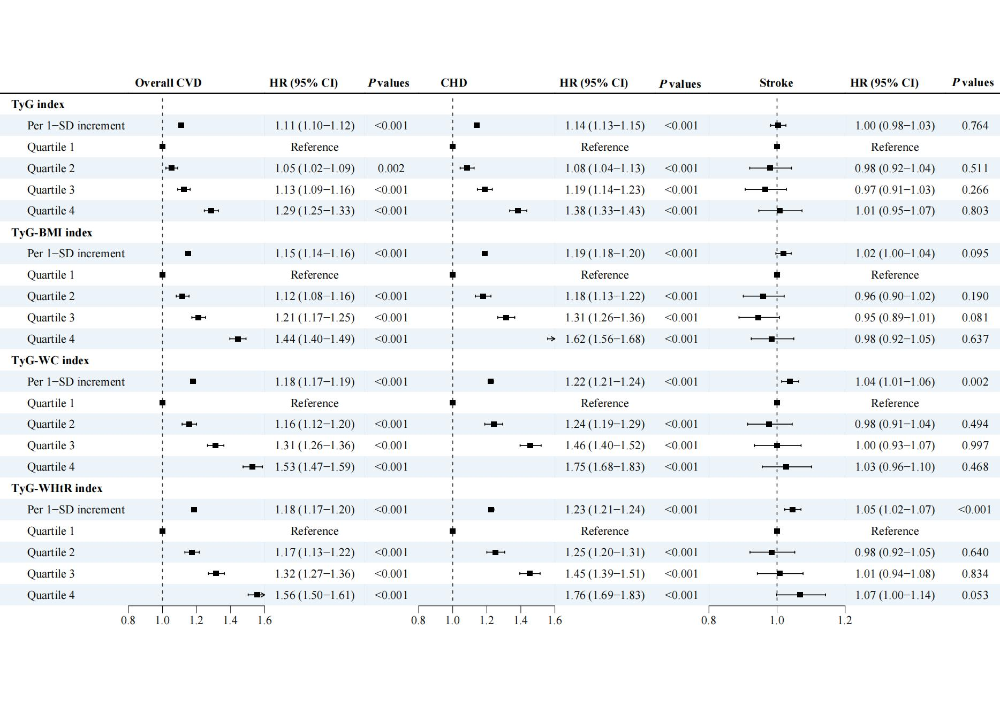 Overall CVD HR (95% CI) P values CHD HR (95% CI) P values Stroke HR (95% CI) P values
TyG index
Per 1−SD increment 1.11 (1.10−1.12) <0.001 1.14 (1.13−1.15) <0.001 1.00 (0.98−1.03) 0.764
Quartile 1 Reference Reference Reference
Quartile 2 1.05 (1.02−1.09) 0.002 1.08 (1.04−1.13) <0.001 0.98 (0.92−1.04) 0.511
Quartile 3 1.13 (1.09−1.16) <0.001 1.19 (1.14−1.23) <0.001 0.97 (0.91−1.03) 0.266
Quartile 4 1.29 (1.25−1.33) <0.001 1.38 (1.33−1.43) <0.001 1.01 (0.95−1.07) 0.803
TyG-BMI index
Per 1−SD increment 1.15 (1.14−1.16) <0.001 1.19 (1.18−1.20) <0.001 1.02 (1.00−1.04) 0.095
Quartile 1 Reference Reference Reference
Quartile 2 1.12 (1.08−1.16) <0.001 1.18 (1.13−1.22) <0.001 0.96 (0.90−1.02) 0.190
Quartile 3 1.21 (1.17−1.25) <0.001 1.31 (1.26−1.36) <0.001 0.95 (0.89−1.01) 0.081
Quartile 4 1.44 (1.40−1.49) <0.001 1.62 (1.56−1.68) <0.001 0.98 (0.92−1.05) 0.637
TyG-WC index
Per 1−SD increment 1.18 (1.17−1.19) <0.001 1.22 (1.21−1.24) <0.001 1.04 (1.01−1.06) 0.002
Quartile 1 Reference Reference Reference
Quartile 2 1.16 (1.12−1.20) <0.001 1.24 (1.19−1.29) <0.001 0.98 (0.91−1.04) 0.494
Quartile 3 1.31 (1.26−1.36) <0.001 1.46 (1.40−1.52) <0.001 1.00 (0.93−1.07) 0.997
Quartile 4 1.53 (1.47−1.59) <0.001 1.75 (1.68−1.83) <0.001 1.03 (0.96−1.10) 0.468
TyG-WHtR index
Per 1−SD increment 1.18 (1.17−1.20) <0.001 1.23 (1.21−1.24) <0.001 1.05 (1.02−1.07) <0.001
Quartile 1 Reference Reference Reference
Quartile 2 1.17 (1.13−1.22) <0.001 1.25 (1.20−1.31) <0.001 0.98 (0.92−1.05) 0.640
Quartile 3 1.32 (1.27−1.36) <0.001 1.45 (1.39−1.51) <0.001 1.01 (0.94−1.08) 0.834
Quartile 4 1.56 (1.50−1.61) <0.001 1.76 (1.69−1.83) <0.001 1.07 (1.00−1.14) 0.053
0.8 1.0 1.2 1.4 1.6 0.8 1.0 1.2 1.4 1.6 0.8 1.0 1.2